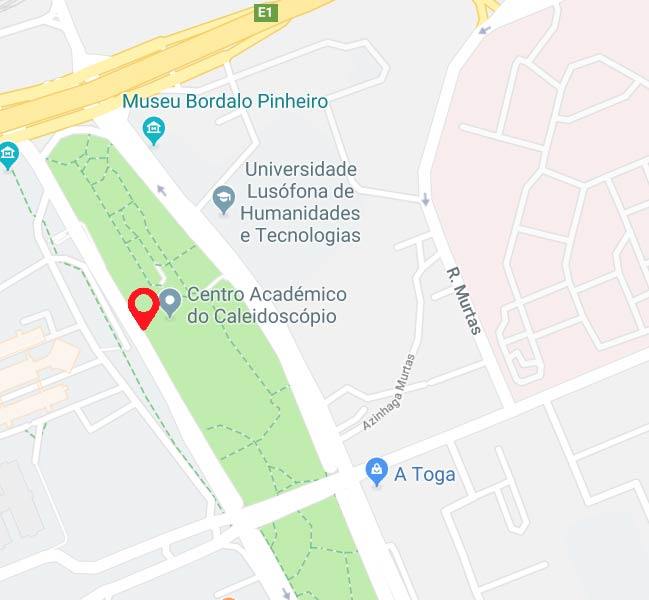 E1
Museu Bordalo Pinheiro
Universidade
Lusófona de
Humanidades
e Tecnologias
R. Murtas
Centro Académico
do Caleidoscópio
Azinhaga Murtas
A Toga